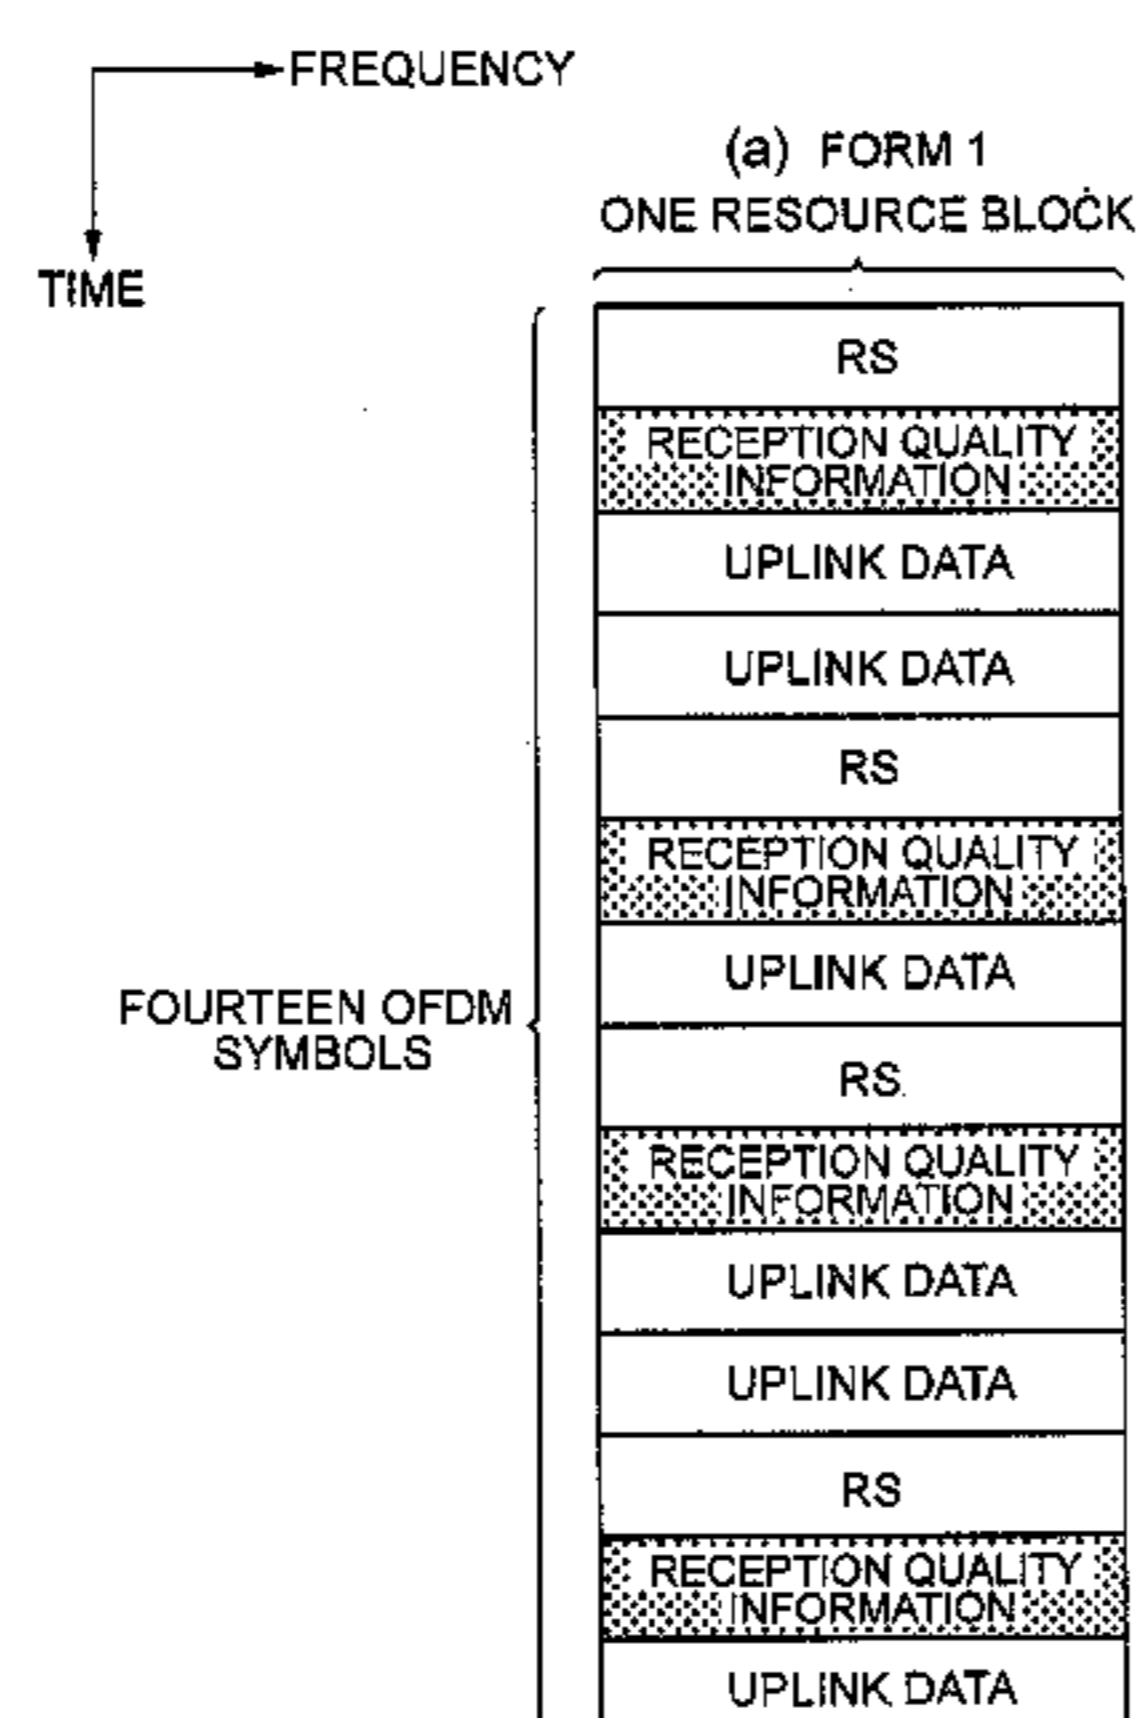 FREQUENCY
TIME
(a) FORM 1
ONE RESOURCE BLOCK
FOURTEEN OFDM
SYMBOLS
RS
RECEPTION QUALITY
INFORMATION
UPLINK DATA
UPLINK DATA
RS
RECEPTION QUALITY
INFORMATION
UPLINK DATA
RS
RECEPTION QUALITY
INFORMATION
UPLINK DATA
UPLINK DATA
RS
RECEPTION QUALITY
INFORMATION
UPLINK DATA